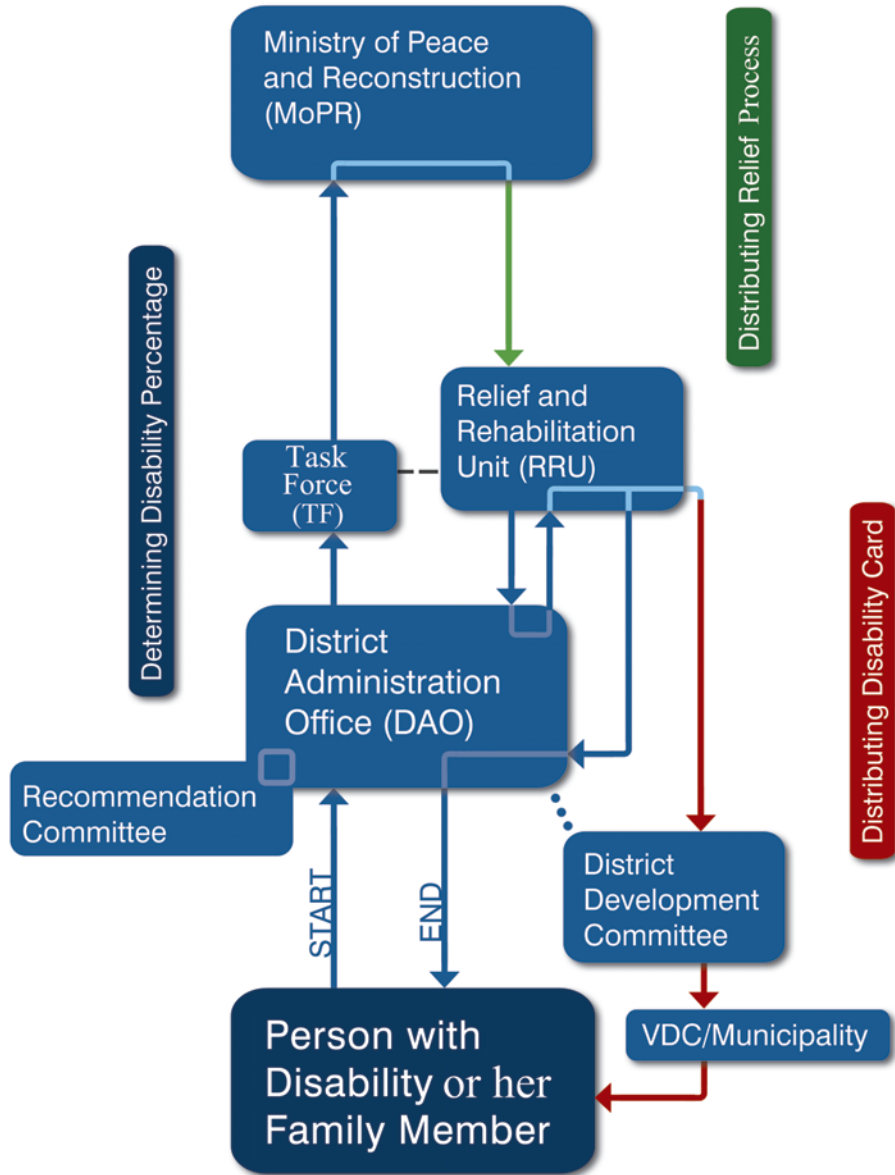 Ministry of Peace
and Reconstruction
(MoPR)
Distributing Relief Process
Determining Disability Percentage
Relief and
Rehabilitation
Unit (RRU)
Task
Force
(TF)
Distributing Disability Card
District
Administration
Office (DAO)
Recommendation
Committee
START
END
District
Development
Committee
VDC/Municipality
Person with
Disability or her
Family Member